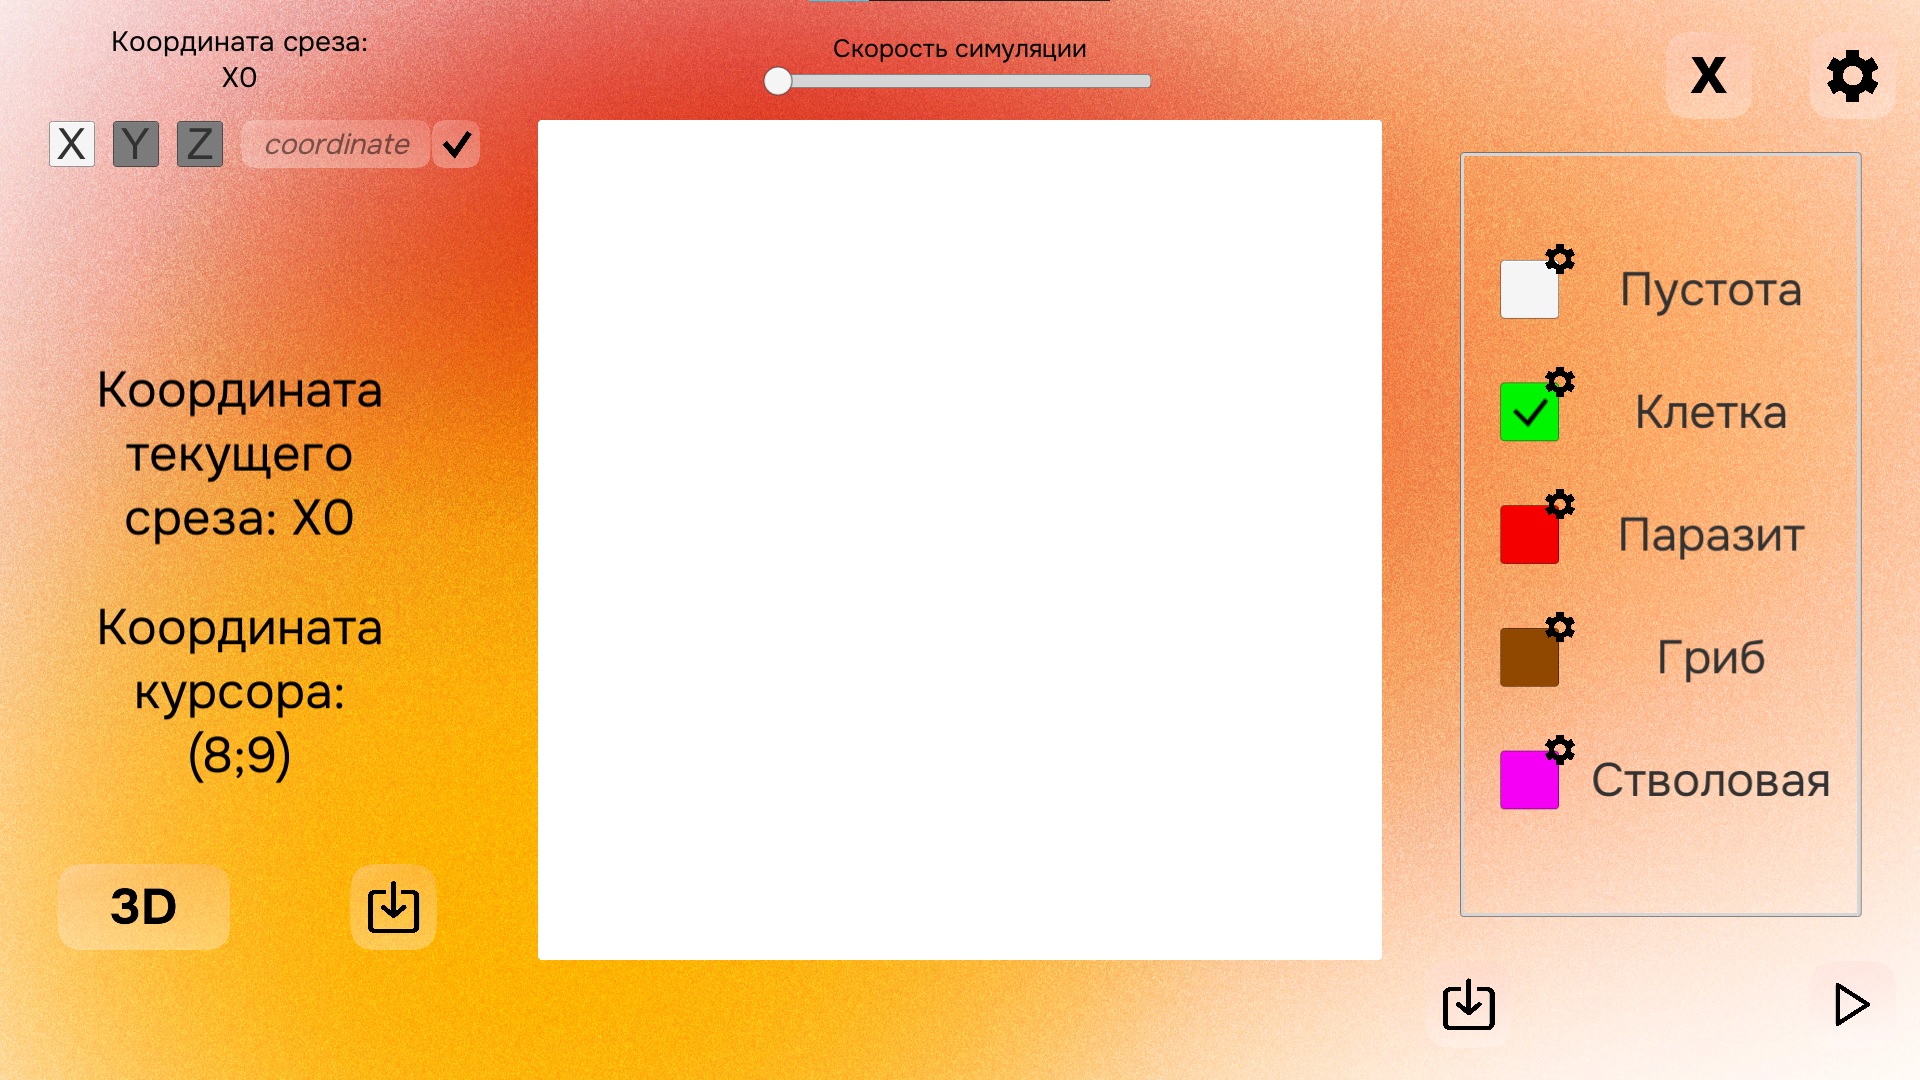 Координата среза:
X0
X Y Z coordinate
Скорость симуляции
X
Координата
текущего
среза: X0
Координата
курсора:
(8;9)
3D
Пустота
Клетка
Паразит
Гриб
Стволовая